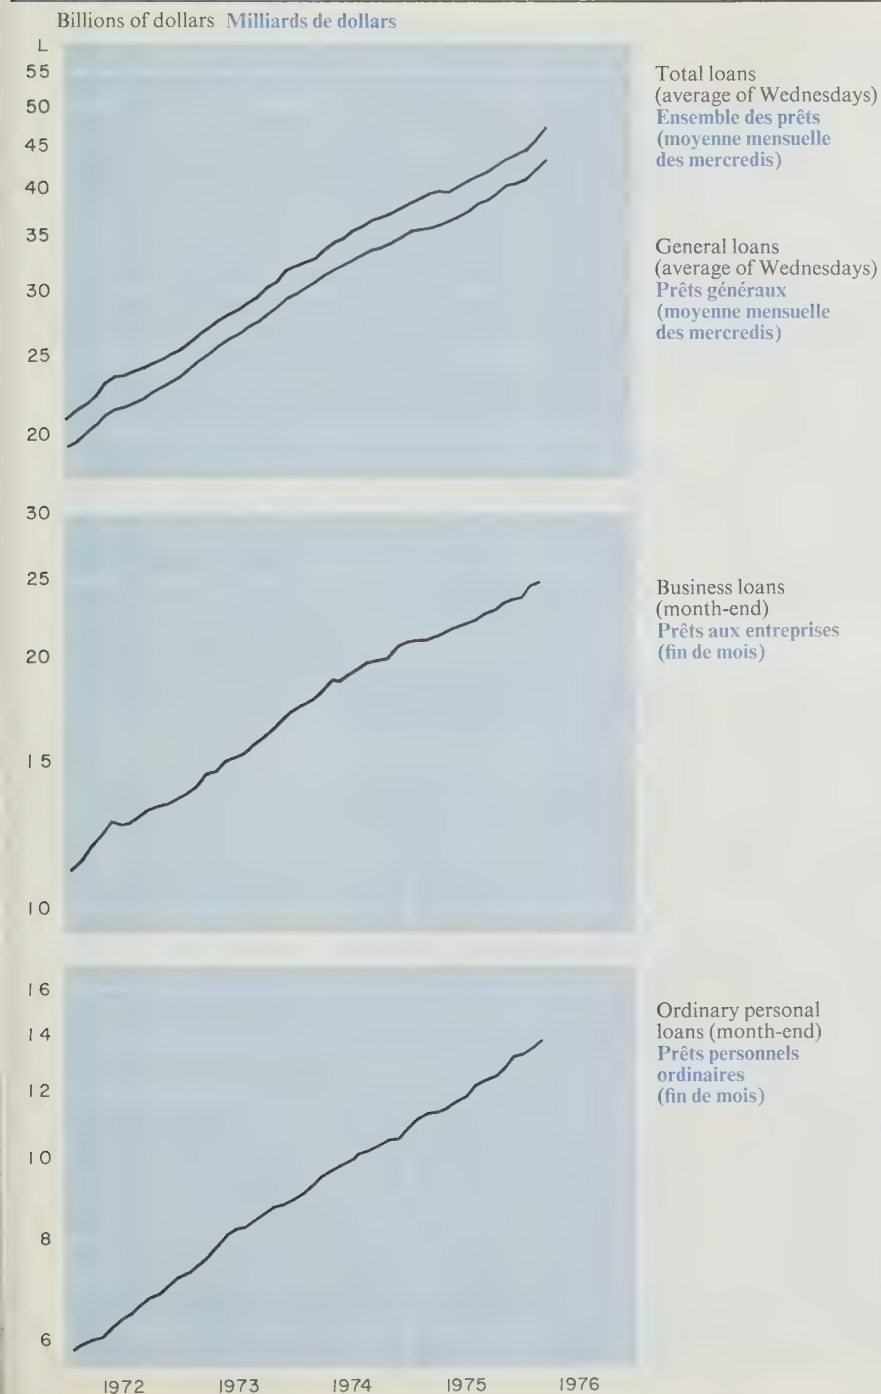 Billions of dollars Milliards de dollars
L
55
50
45
40
35
30
25
20
Total loans
(average of Wednesdays)
Ensemble des prêts
(moyenne mensuelle
des mercredis)
General loans
(average of Wednesdays)
Prêts généraux
(moyenne mensuelle
des mercredis)
30
25
20
15
10
Business loans
(month-end)
Prêts aux entreprises
(fin de mois)
16
14
12
10
8
6
Ordinary personal
loans (month-end)
Prêts personnels
ordinaires
(fin de mois)
1972 1973 1974 1975 1976